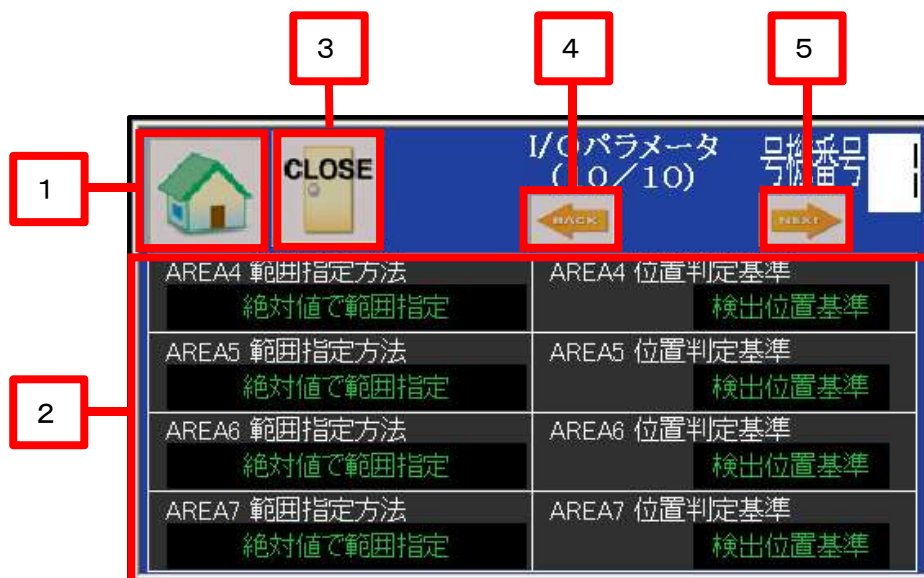 3
4
5
1
CLOSE
I/Oパラメータ
(10/10)
号機番号
BACK
NEXT
2
AREA4 範囲指定方法
AREA4 位置判定基準
絶対値で範囲指定
検出位置基準
AREA5 範囲指定方法
AREA5 位置判定基準
絶対値で範囲指定
検出位置基準
AREA6 範囲指定方法
AREA6 位置判定基準
絶対値で範囲指定
検出位置基準
AREA7 範囲指定方法
AREA7 位置判定基準
絶対値で範囲指定
検出位置基準